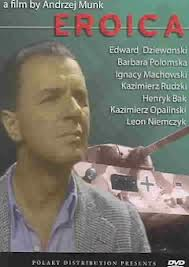 a film by Andrzej Munk
EROICA
Edward Dziewonski
Barbara Polomska
Ignacy Machowski
Kazimierz Rudzki
Henryk Bak
Kazimierz Opalinski
Leon Niemczyk
POLART DISTRIBUTION PRESENTS
DVD